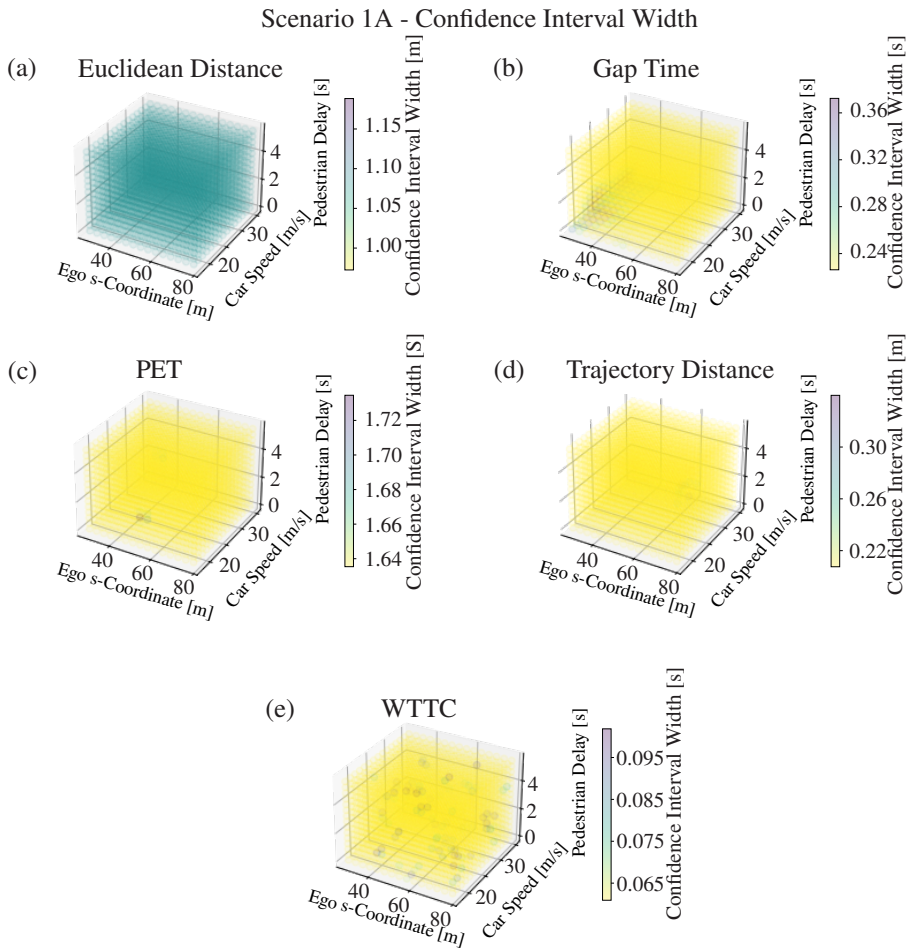 Scenario 1A - Confidence Interval Width
(a) Euclidean Distance
Pedestrian Delay [s]
4
2
0
Car Speed [m/s]
30
20
Ego s-Coordinate [m]
40
60
80
Confidence Interval Width [m]
1.15
1.10
1.05
1.00
(b) Gap Time
Pedestrian Delay [s]
4
2
0
Car Speed [m/s]
30
20
Ego s-Coordinate [m]
40
60
80
Confidence Interval Width [s]
0.36
0.32
0.28
0.24
(c) PET
Pedestrian Delay [s]
4
2
0
Car Speed [m/s]
30
20
Ego s-Coordinate [m]
40
60
80
Confidence Interval Width [S]
1.72
1.70
1.68
1.66
1.64
(d) Trajectory Distance
Pedestrian Delay [s]
4
2
0
Car Speed [m/s]
30
20
Ego s-Coordinate [m]
40
60
80
Confidence Interval Width [m]
0.30
0.26
0.22
(e) WTTC
Pedestrian Delay [s]
4
2
0
Car Speed [m/s]
30
20
Ego s-Coordinate [m]
40
60
80
Confidence Interval Width [s]
0.095
0.085
0.075
0.065